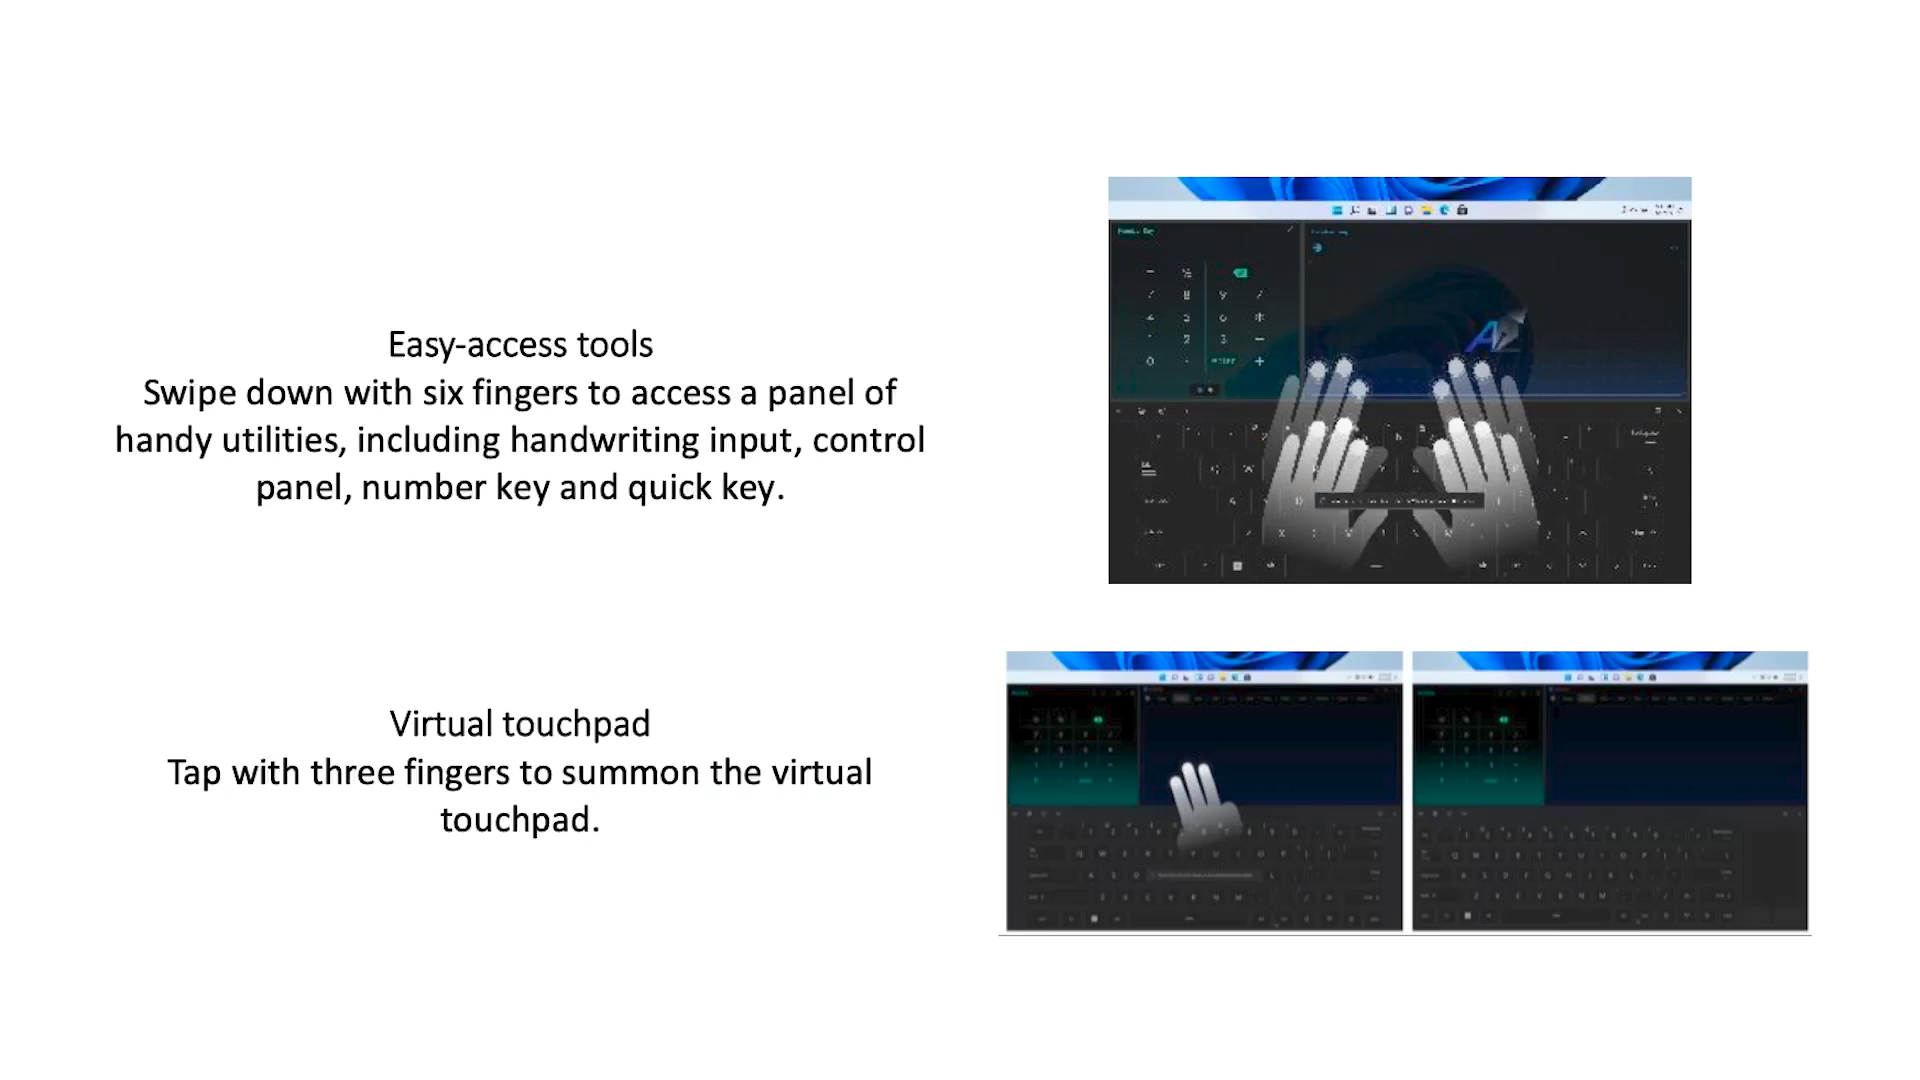 Easy-access tools
Swipe down with six fingers to access a panel of
handy utilities, including handwriting input, control
panel, number key and quick key.
Virtual touchpad
Tap with three fingers to summon the virtual
touchpad.